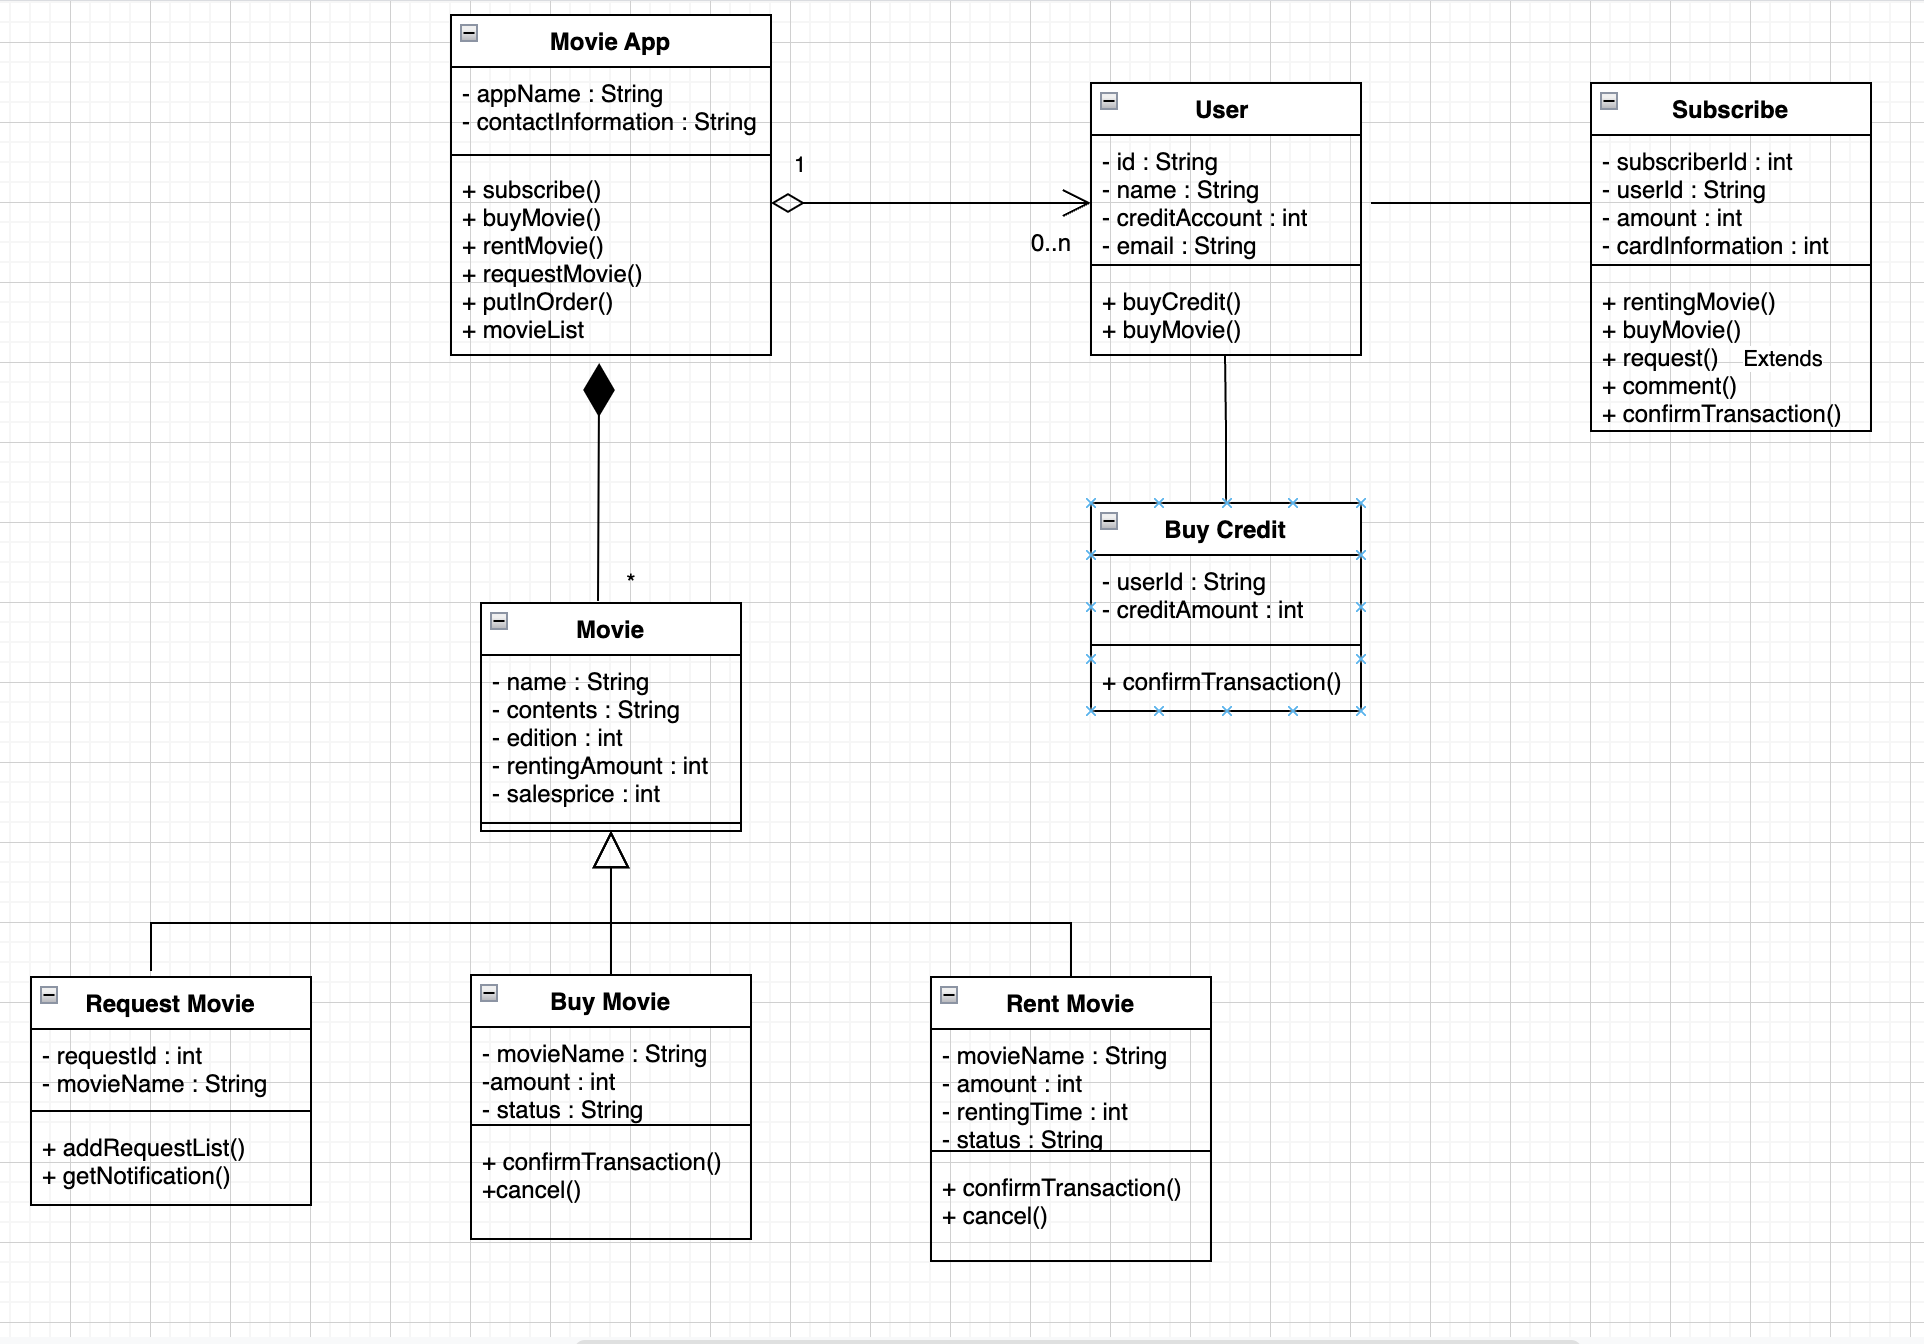 Movie App
- appName : String
- contactInformation : String
+ subscribe()
+ buyMovie()
+ rentMovie()
+ requestMovie()
+ putInOrder()
+ movieList
1
0..n
User
- id : String
- name : String
- creditAccount : int
- email : String
+ buyCredit()
+ buyMovie()
Subscribe
- subscriberId : int
- userId : String
- amount : int
- cardInformation : int
+ rentingMovie()
+ buyMovie()
+ request() Extends
+ comment()
+ confirmTransaction()
Buy Credit
- userId : String
- creditAmount : int
+ confirmTransaction()
*
Movie
- name : String
- contents : String
- edition : int
- rentingAmount : int
- salesprice : int
Request Movie
- requestId : int
- movieName : String
+ addRequestList()
+ getNotification()
Buy Movie
- movieName : String
-amount : int
- status : String
+ confirmTransaction()
+cancel()
Rent Movie
- movieName : String
- amount : int
- rentingTime : int
- status : String
+ confirmTransaction()
+ cancel()